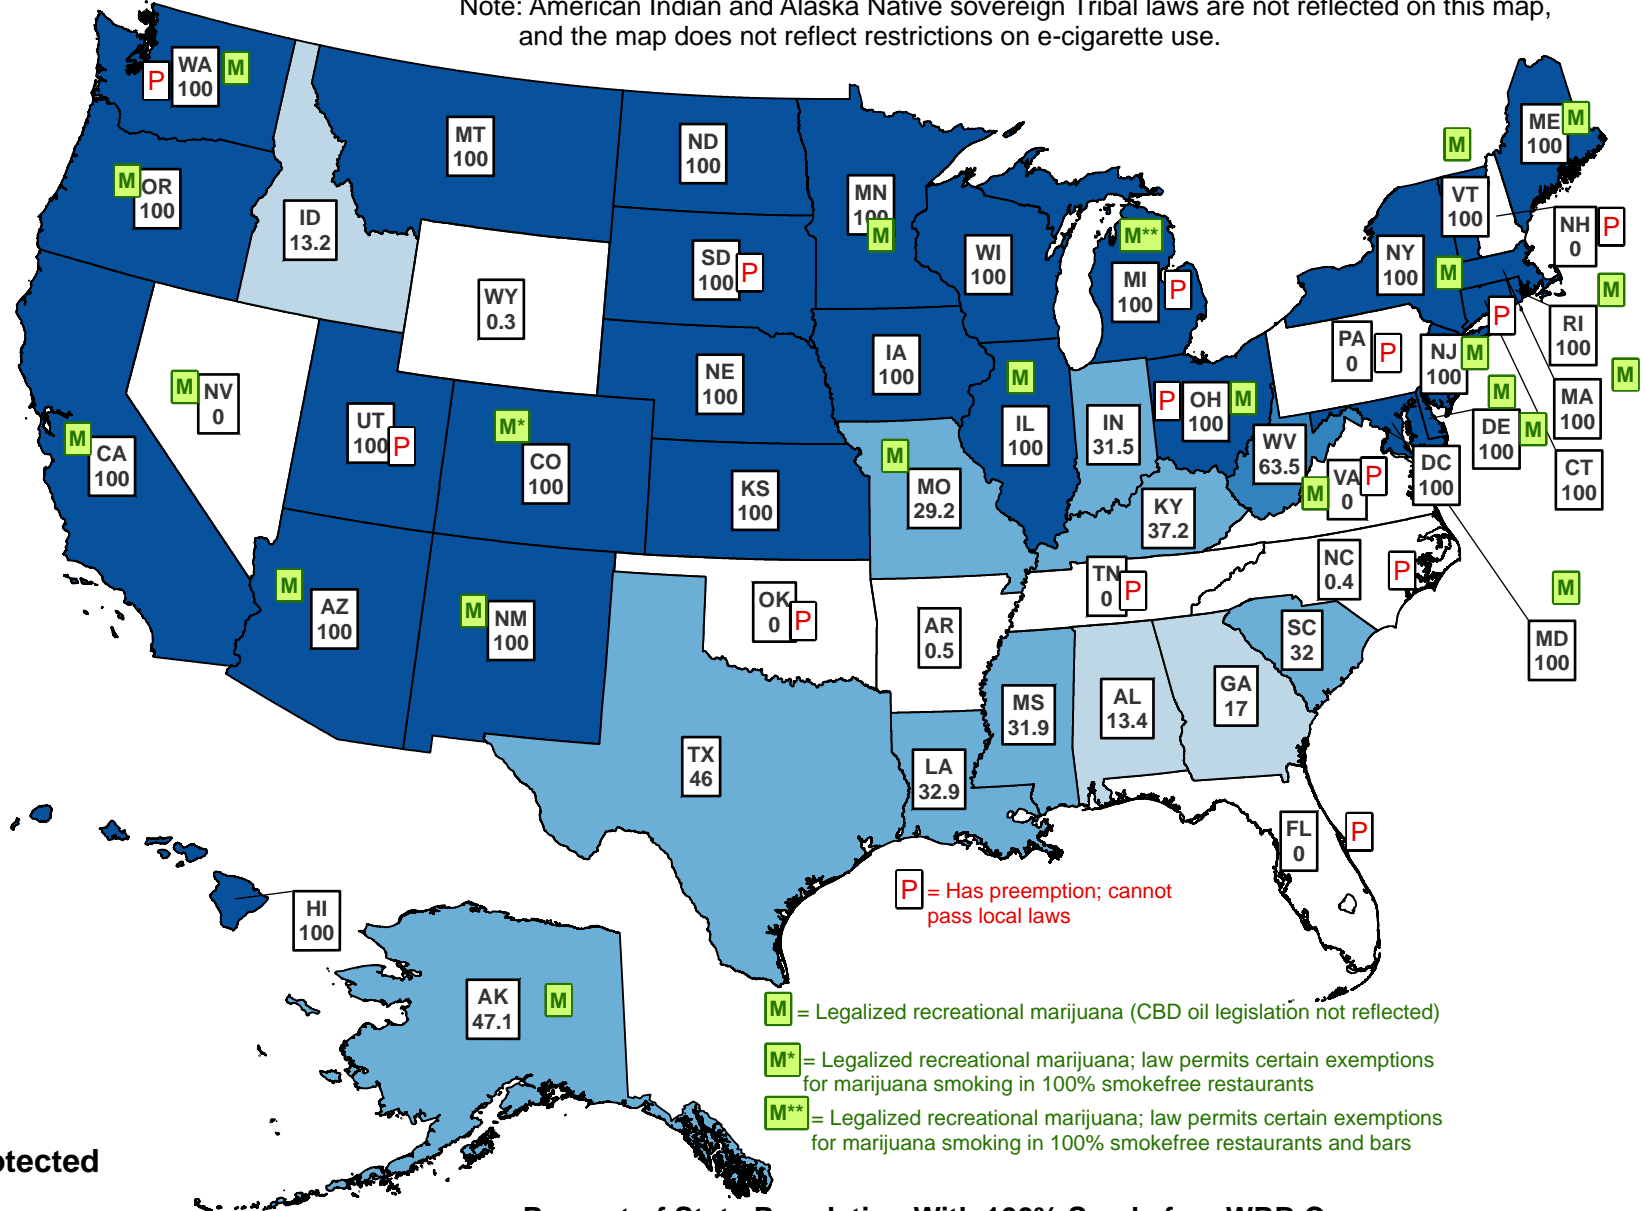 Note: American Indian and Alaska Native sovereign Tribal laws are not reflected on this map,
and the map does not reflect restrictions on e-cigarette use.
P
WA
100
M
MT
100
ND
100
MN
100
M
ME
100
M
M
OR
100
ID
13.2
SD
100
P
WI
100
M**
MI
100
P
M
VT
100
NH
0
P
NY
100
M
M
WY
0.3
P
RI
100
IA
100
PA
0
P
NJ
100
M
M
NV
0
NE
100
M
IL
100
M
MA
100
M
UT
100
P
M*
CO
100
IN
31.5
P
OH
100
M
DE
100
M
M
CA
100
M
MO
29.2
WV
63.5
M
VA
0
P
DC
100
CT
100
KS
100
KY
37.2
M
AZ
100
M
NM
100
OK
0
P
AR
0.5
TN
0
P
NC
0.4
P
M
MD
100
SC
32
MS
31.9
AL
13.4
GA
17
TX
46
LA
32.9
FL
0
P
HI
100
P = Has preemption; cannot
pass local laws
AK
47.1
M
M = Legalized recreational marijuana (CBD oil legislation not reflected)
M* = Legalized recreational marijuana; law permits certain exemptions
for marijuana smoking in 100% smokefree restaurants
M** = Legalized recreational marijuana; law permits certain exemptions
for marijuana smoking in 100% smokefree restaurants and bars